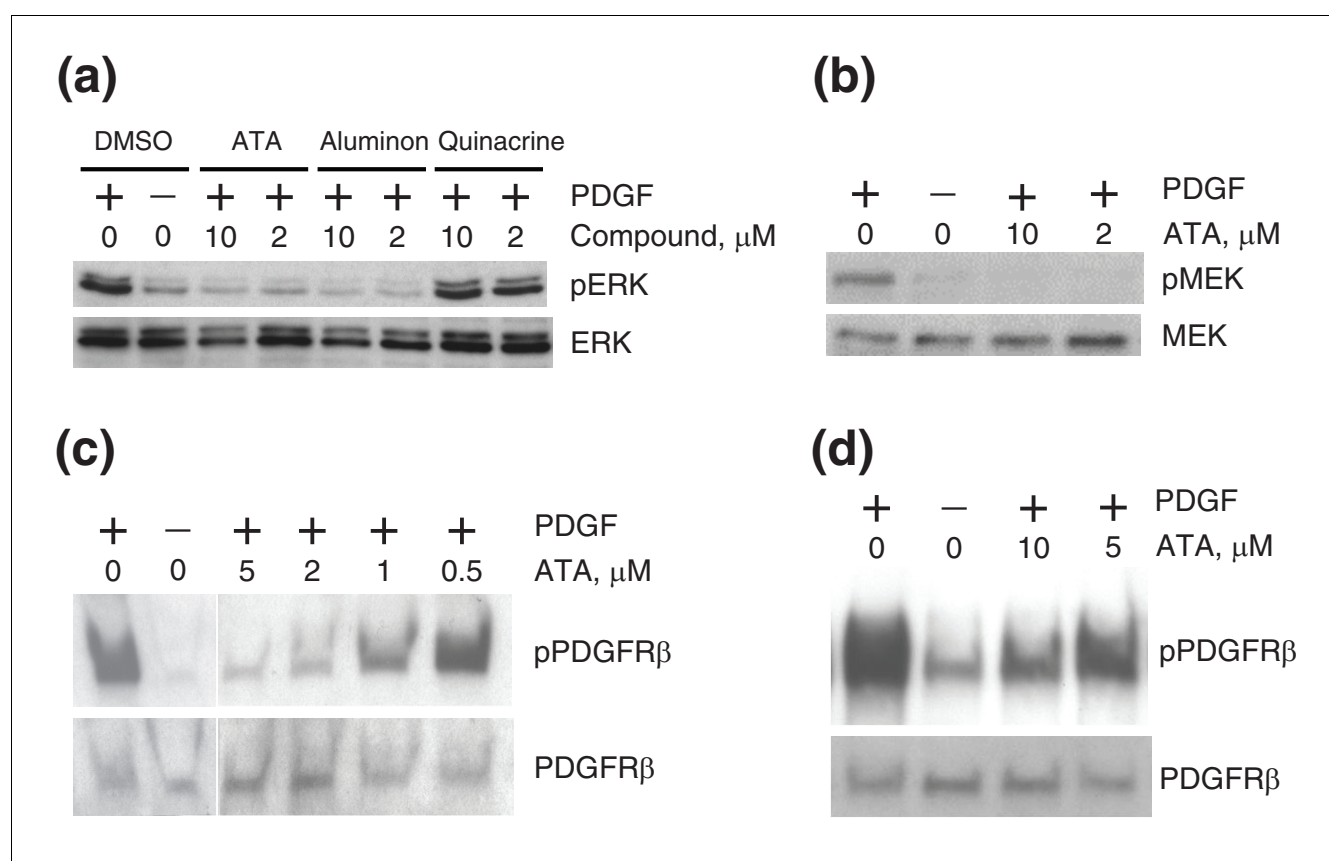 (a)
DMSO ATA Aluminon Quinacrine
+ − + + + + + + PDGF
0 0 10 2 10 2 10 2 Compound, μM
pERK
ERK
(b)
+ − + + PDGF
0 0 10 2 ATA, μM
pMEK
MEK
(c)
+ − + + + + PDGF
0 0 5 2 1 0.5 ATA, μM
pPDGFRβ
PDGFRβ
(d)
+ − + + PDGF
0 0 10 5 ATA, μM
pPDGFRβ
PDGFRβ